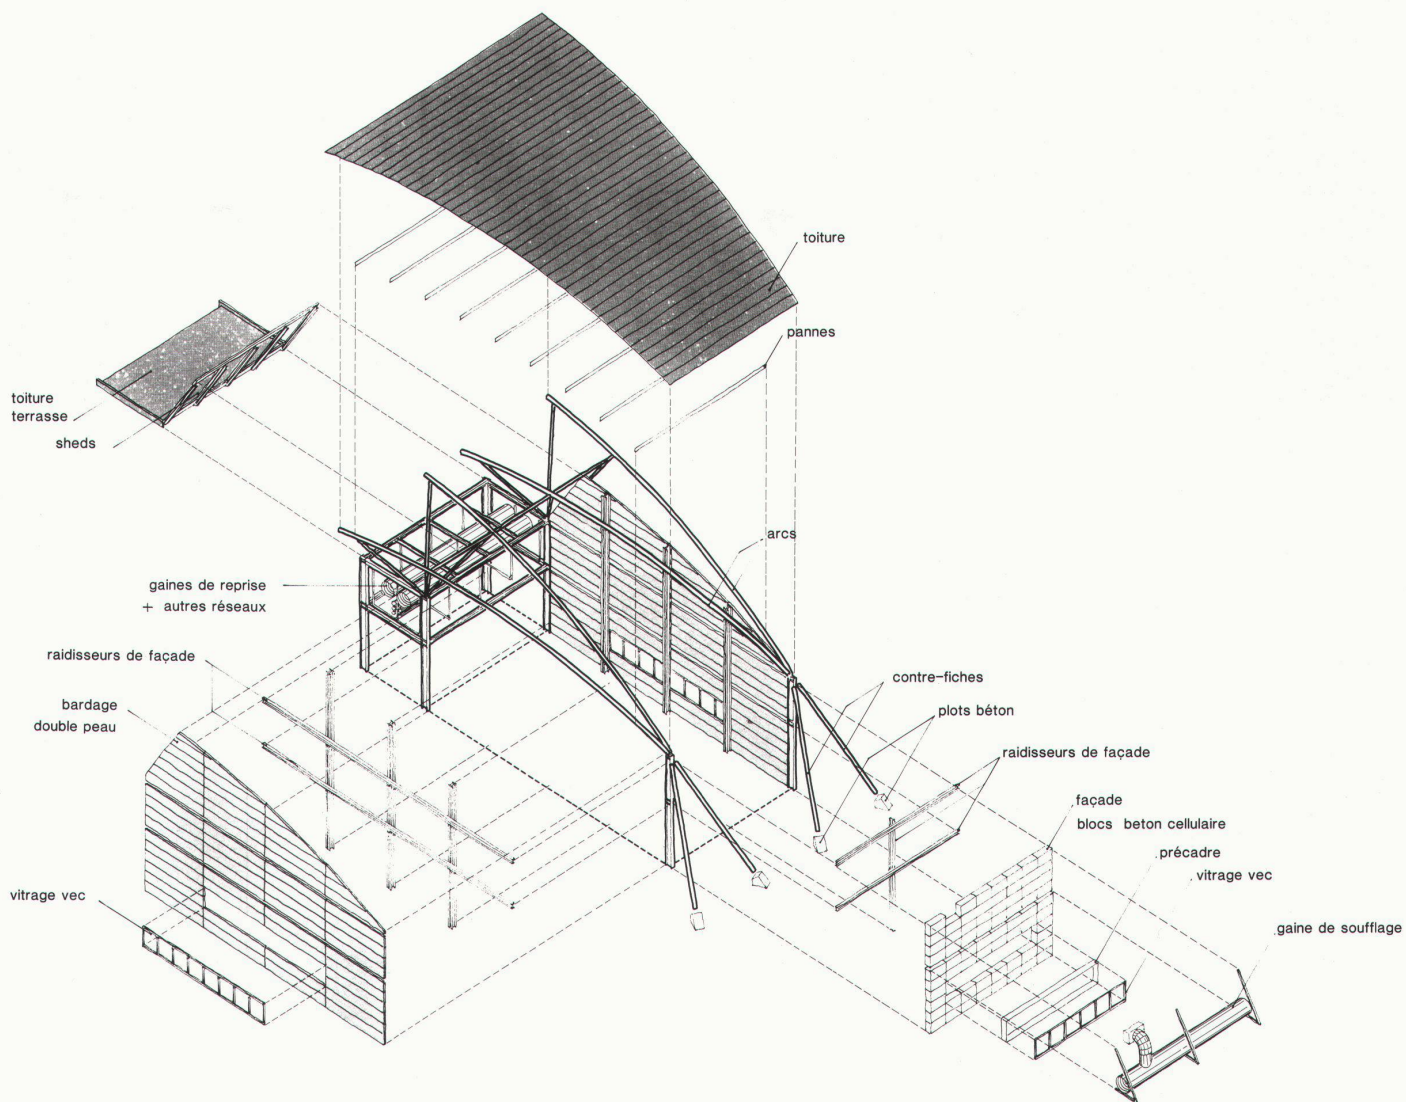 toiture
pannes
toiture
terrasse
sheds
arcs
gaines de reprise
+ autres réseaux
raidisseurs de façade
bardage
double peau
contre-fiches
plots béton
raidisseurs de façade
façade
blocs beton cellulaire
précadre
vitrage vec
vitrage vec
gaine de soufflage